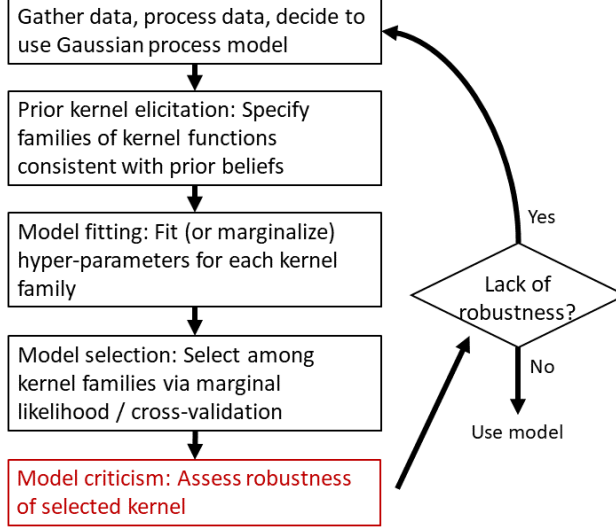 Gather data, process data, decide to
use Gaussian process model
Prior kernel elicitation: Specify
families of kernel functions
consistent with prior beliefs
Model fitting: Fit (or marginalize)
hyper-parameters for each kernel
family
Model selection: Select among
kernel families via marginal
likelihood / cross-validation
Model criticism: Assess robustness
of selected kernel
Yes
Lack of
robustness?
No
Use model